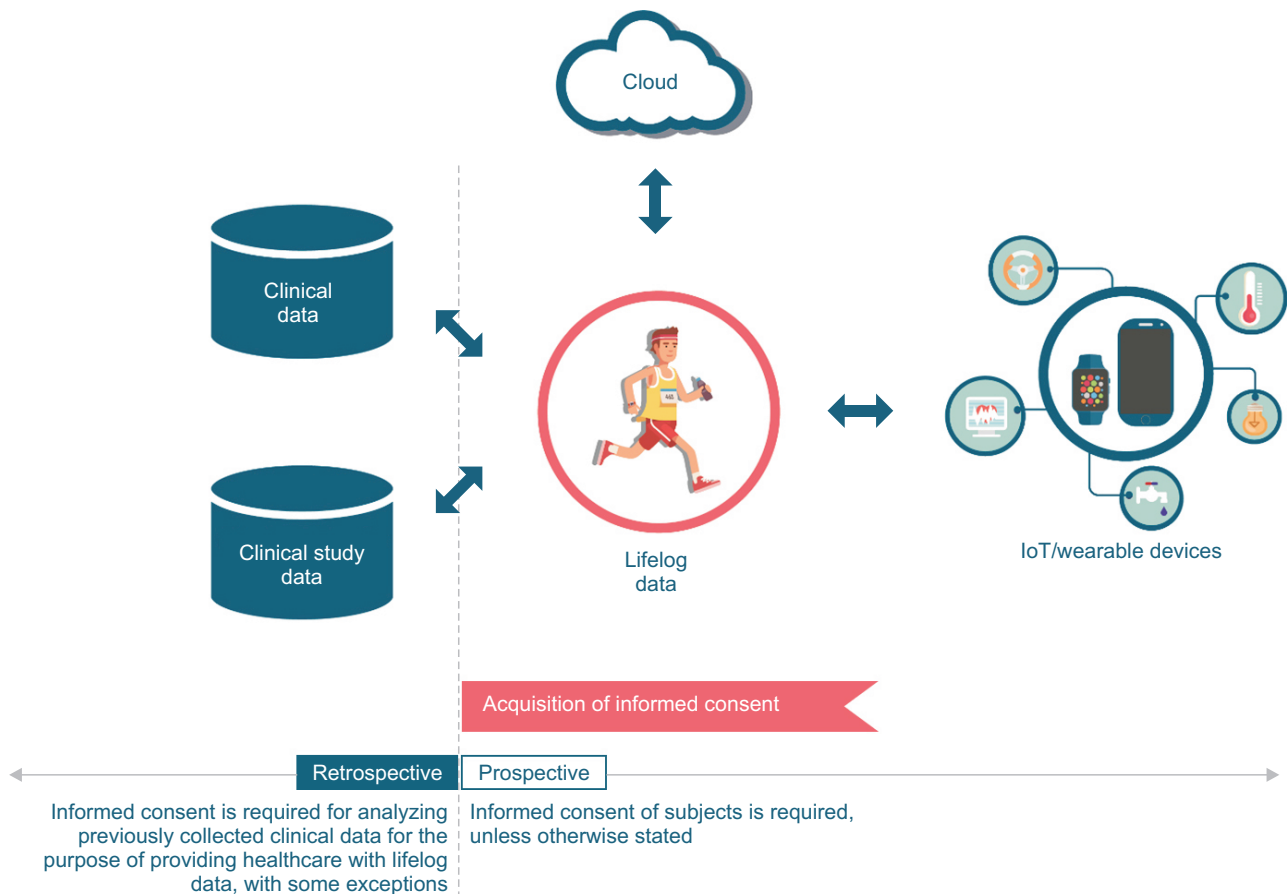 Cloud
Clinical
data
Clinical study
data
Lifelog
data
IoT/wearable devices
Acquisition of informed consent
Retrospective
Prospective
Informed consent is required for analyzing
previously collected clinical data for the
purpose of providing healthcare with lifelog
data, with some exceptions
Informed consent of subjects is required,
unless otherwise stated